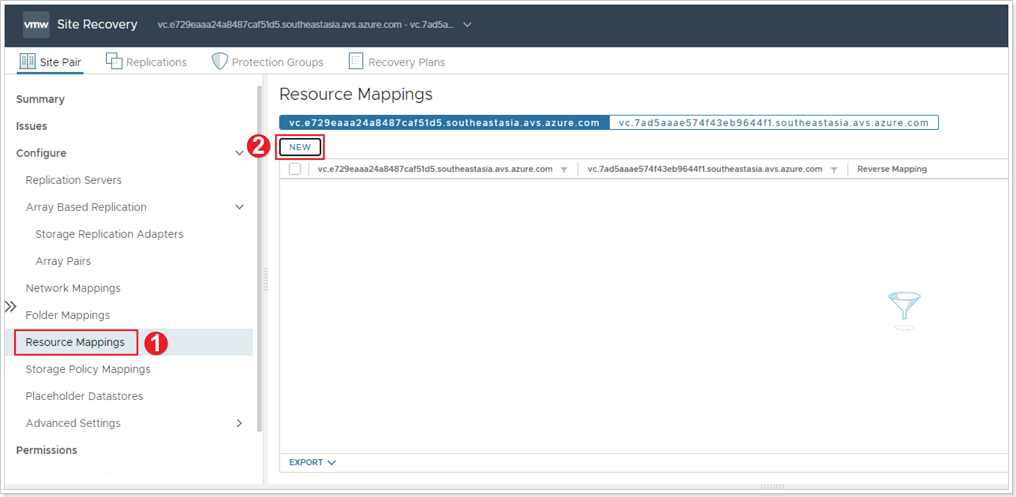 vmw Site Recovery vc.e729eaaa24a8487caf51d5.southeastasia.avs.azure.com - vc.7ad5a...
Site Pair Replications Protection Groups Recovery Plans
Summary
Issues
Configure
Replication Servers
Array Based Replication
Storage Replication Adapters
Array Pairs
Network Mappings
Folder Mappings
Resource Mappings 1
Storage Policy Mappings
Placeholder Datastores
Advanced Settings
Permissions
Resource Mappings
vc.e729eaaa24a8487caf51d5.southeastasia.avs.azure.com vc.7ad5aaae574f43eb9644f1.southeastasia.avs.azure.com
2 NEW
vc.e729eaaa24a8487caf51d5.southeastasia.avs.azure.com vc.7ad5aaae574f43eb9644f1.southeastasia.avs.azure.com Reverse Mapping
EXPORT